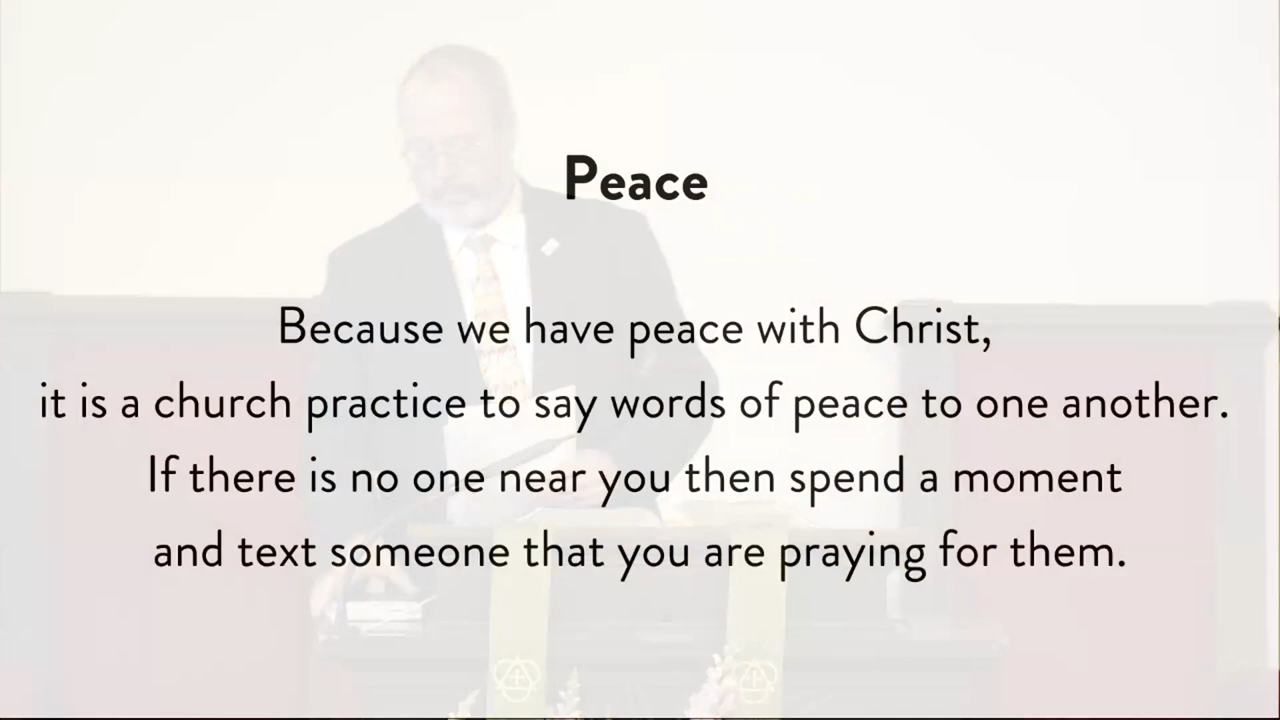 Peace
Because we have peace with Christ,
it is a church practice to say words of peace to one another.
If there is no one near you then spend a moment
and text someone that you are praying for them.